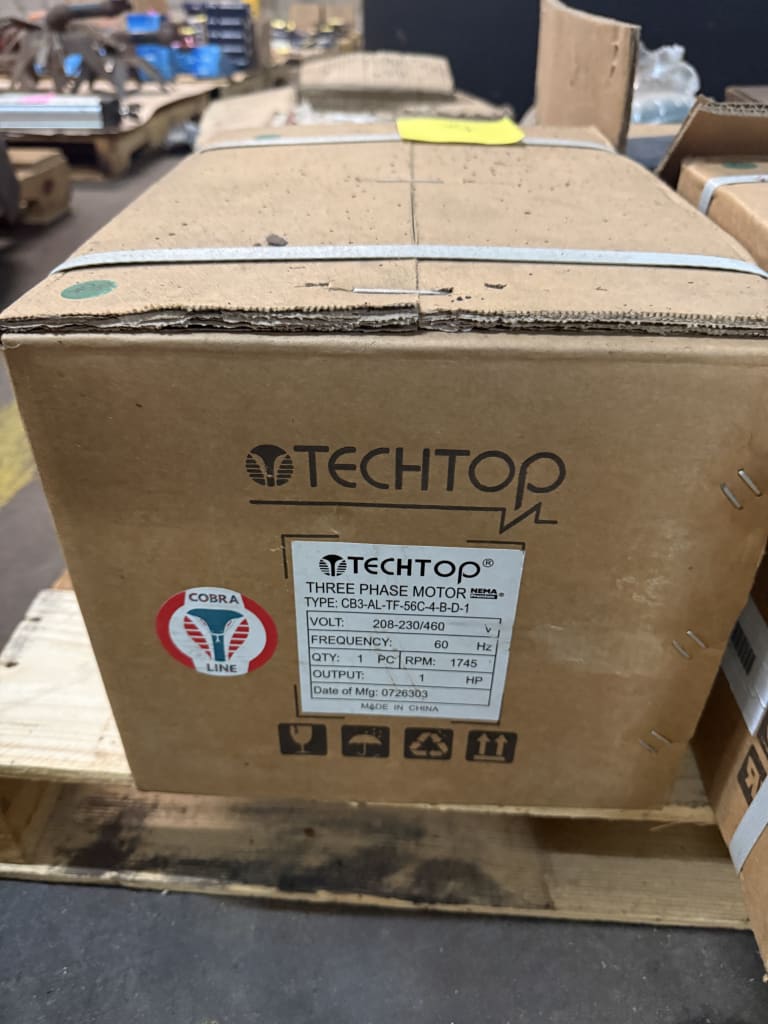 TECHTOP
TECHTOP®
THREE PHASE MOTOR NEMA®
TYPE: CB3-AL-TF-56C-4-B-D-1
VOLT: 208-230/460 V
FREQUENCY: 60 Hz
QTY: 1 PC RPM: 1745
OUTPUT: 1 HP
Date of Mfg: 0726303
MADE IN CHINA
COBRA
LINE